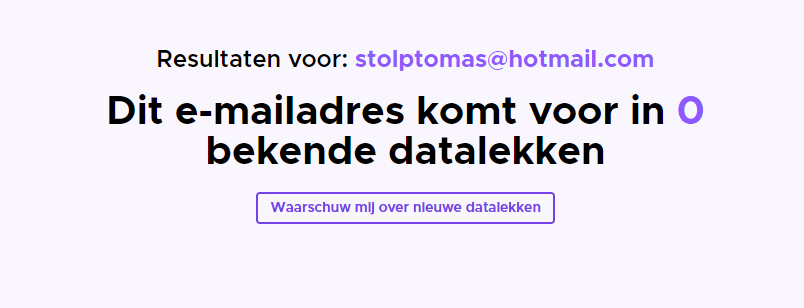 Resultaten voor: stolptomas@hotmail.com
Dit e-mailadres komt voor in 0
bekende datalekken
Waarschuw mij over nieuwe datalekken